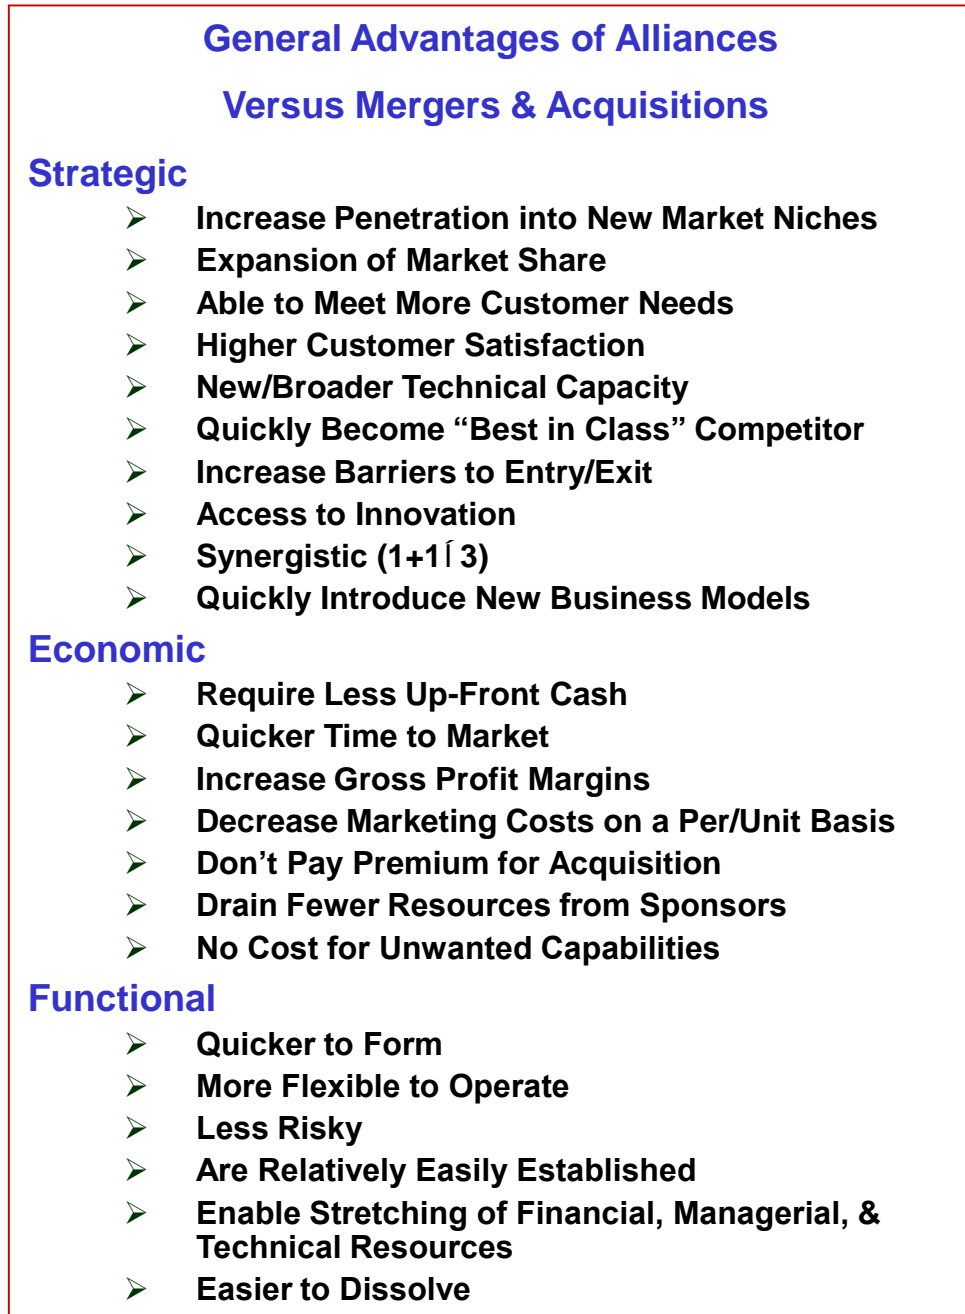 General Advantages of Alliances
Versus Mergers & Acquisitions
Strategic
➢ Increase Penetration into New Market Niches
➢ Expansion of Market Share
➢ Able to Meet More Customer Needs
➢ Higher Customer Satisfaction
➢ New/Broader Technical Capacity
➢ Quickly Become “Best in Class” Competitor
➢ Increase Barriers to Entry/Exit
➢ Access to Innovation
➢ Synergistic (1+1Í 3)
➢ Quickly Introduce New Business Models
Economic
➢ Require Less Up-Front Cash
➢ Quicker Time to Market
➢ Increase Gross Profit Margins
➢ Decrease Marketing Costs on a Per/Unit Basis
➢ Don’t Pay Premium for Acquisition
➢ Drain Fewer Resources from Sponsors
➢ No Cost for Unwanted Capabilities
Functional
➢ Quicker to Form
➢ More Flexible to Operate
➢ Less Risky
➢ Are Relatively Easily Established
➢ Enable Stretching of Financial, Managerial, &
Technical Resources
➢ Easier to Dissolve